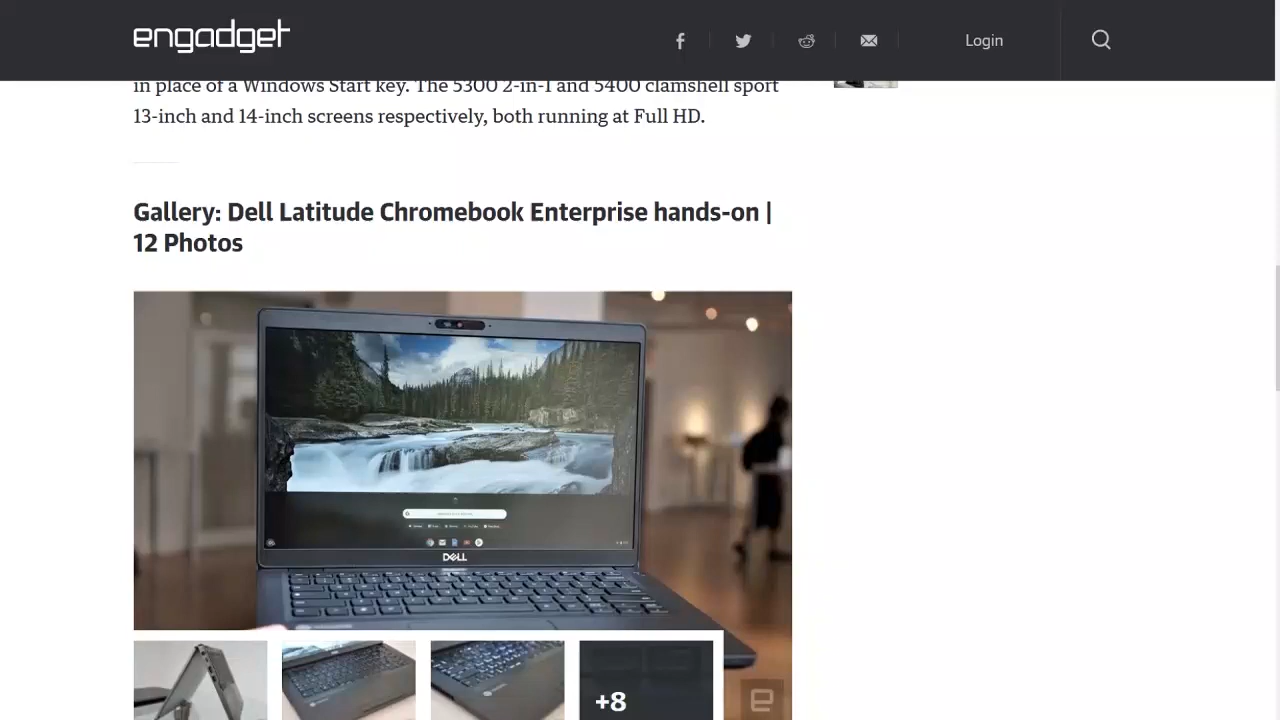 engadget
Login
in place of a Windows Start key. The 5300 2-in-1 and 5400 clamshell sport
13-inch and 14-inch screens respectively, both running at Full HD.
Gallery: Dell Latitude Chromebook Enterprise hands-on |
12 Photos
DELL
+8
e